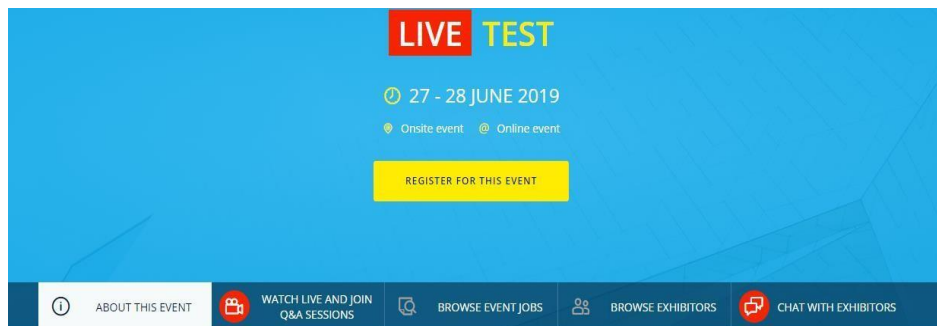 LIVE TEST
27 - 28 JUNE 2019
Onsite event @ Online event
REGISTER FOR THIS EVENT
ABOUT THIS EVENT
WATCH LIVE AND JOIN
Q&A SESSIONS
BROWSE EVENT JOBS
BROWSE EXHIBITORS
CHAT WITH EXHIBITORS